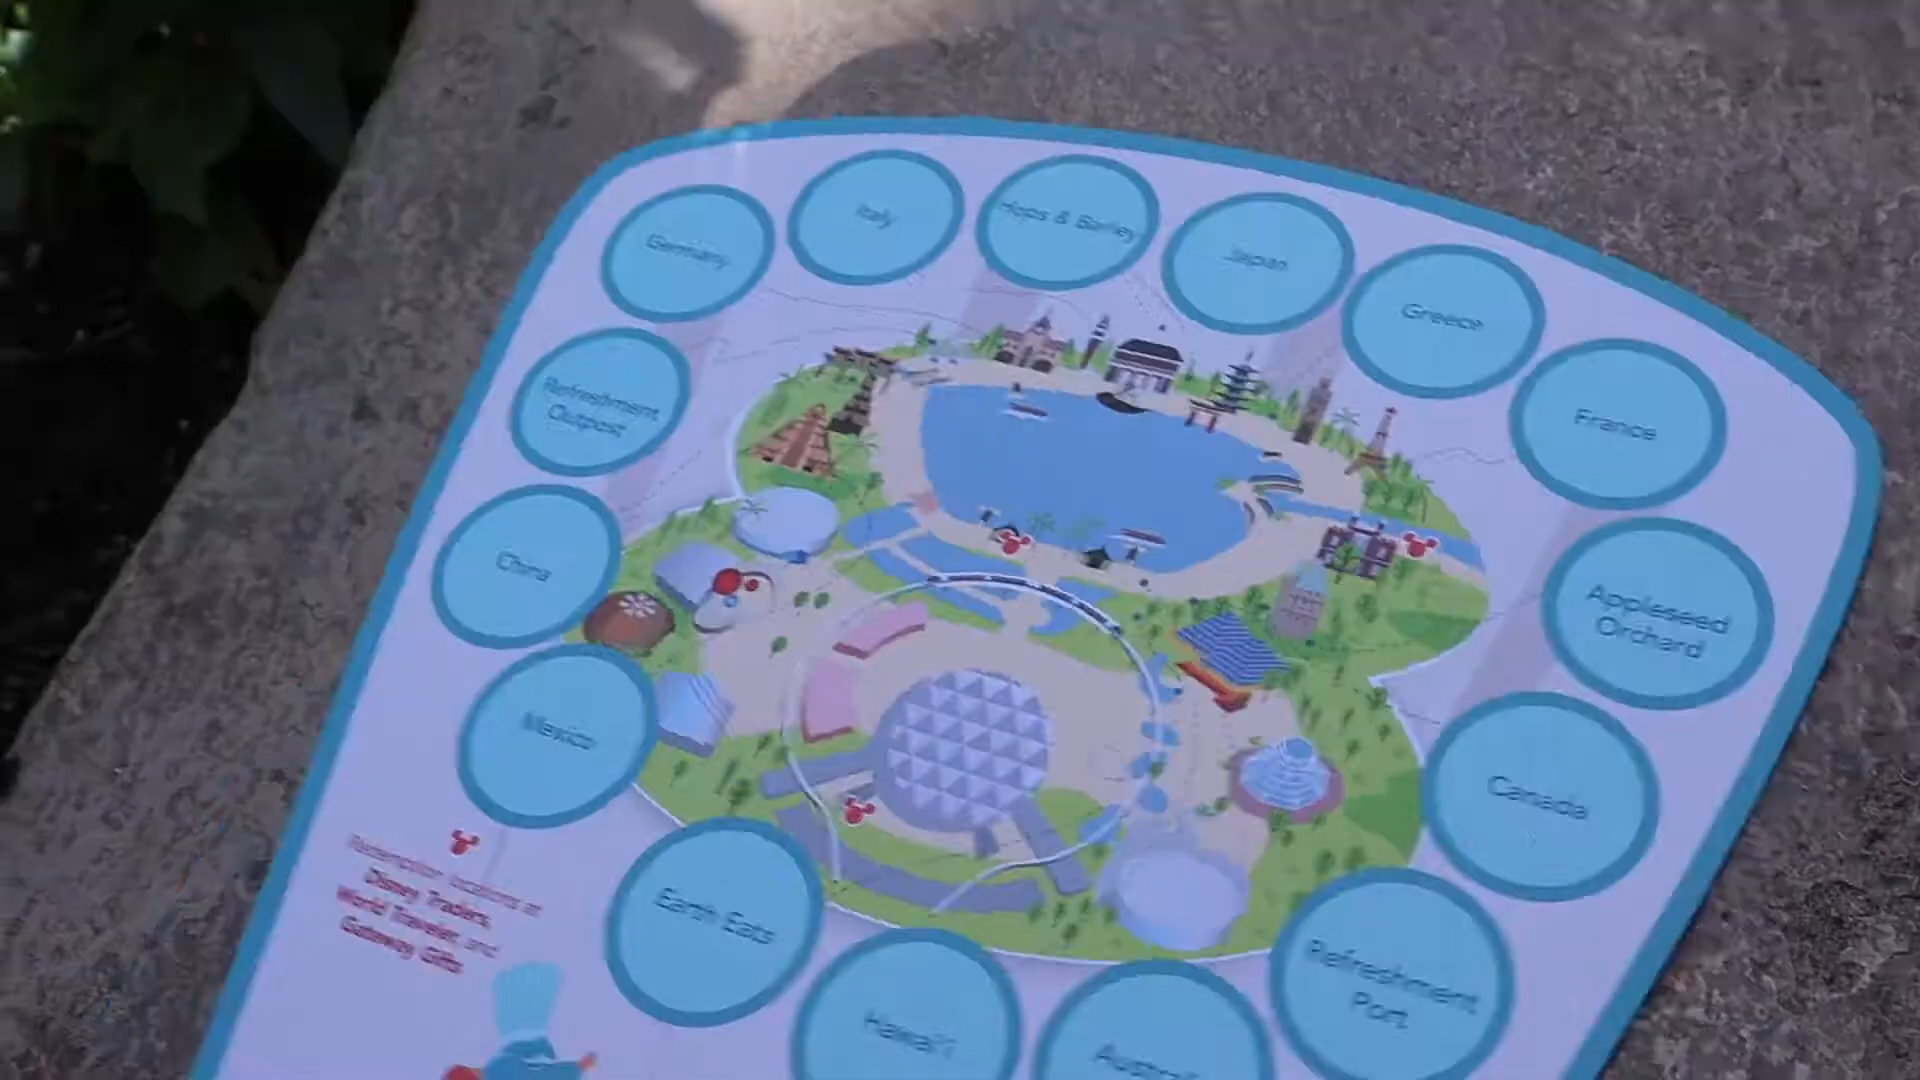 Germany
Italy
Hops & Barley
Japan
Greece
France
Refreshment
Outpost
China
Appleseed
Orchard
Mexico
Canada
Redemption locations at
Disney Traders,
World Traveler, and
Gateway Gifts
Earth Eats
Refreshment
Port
Hawai'i